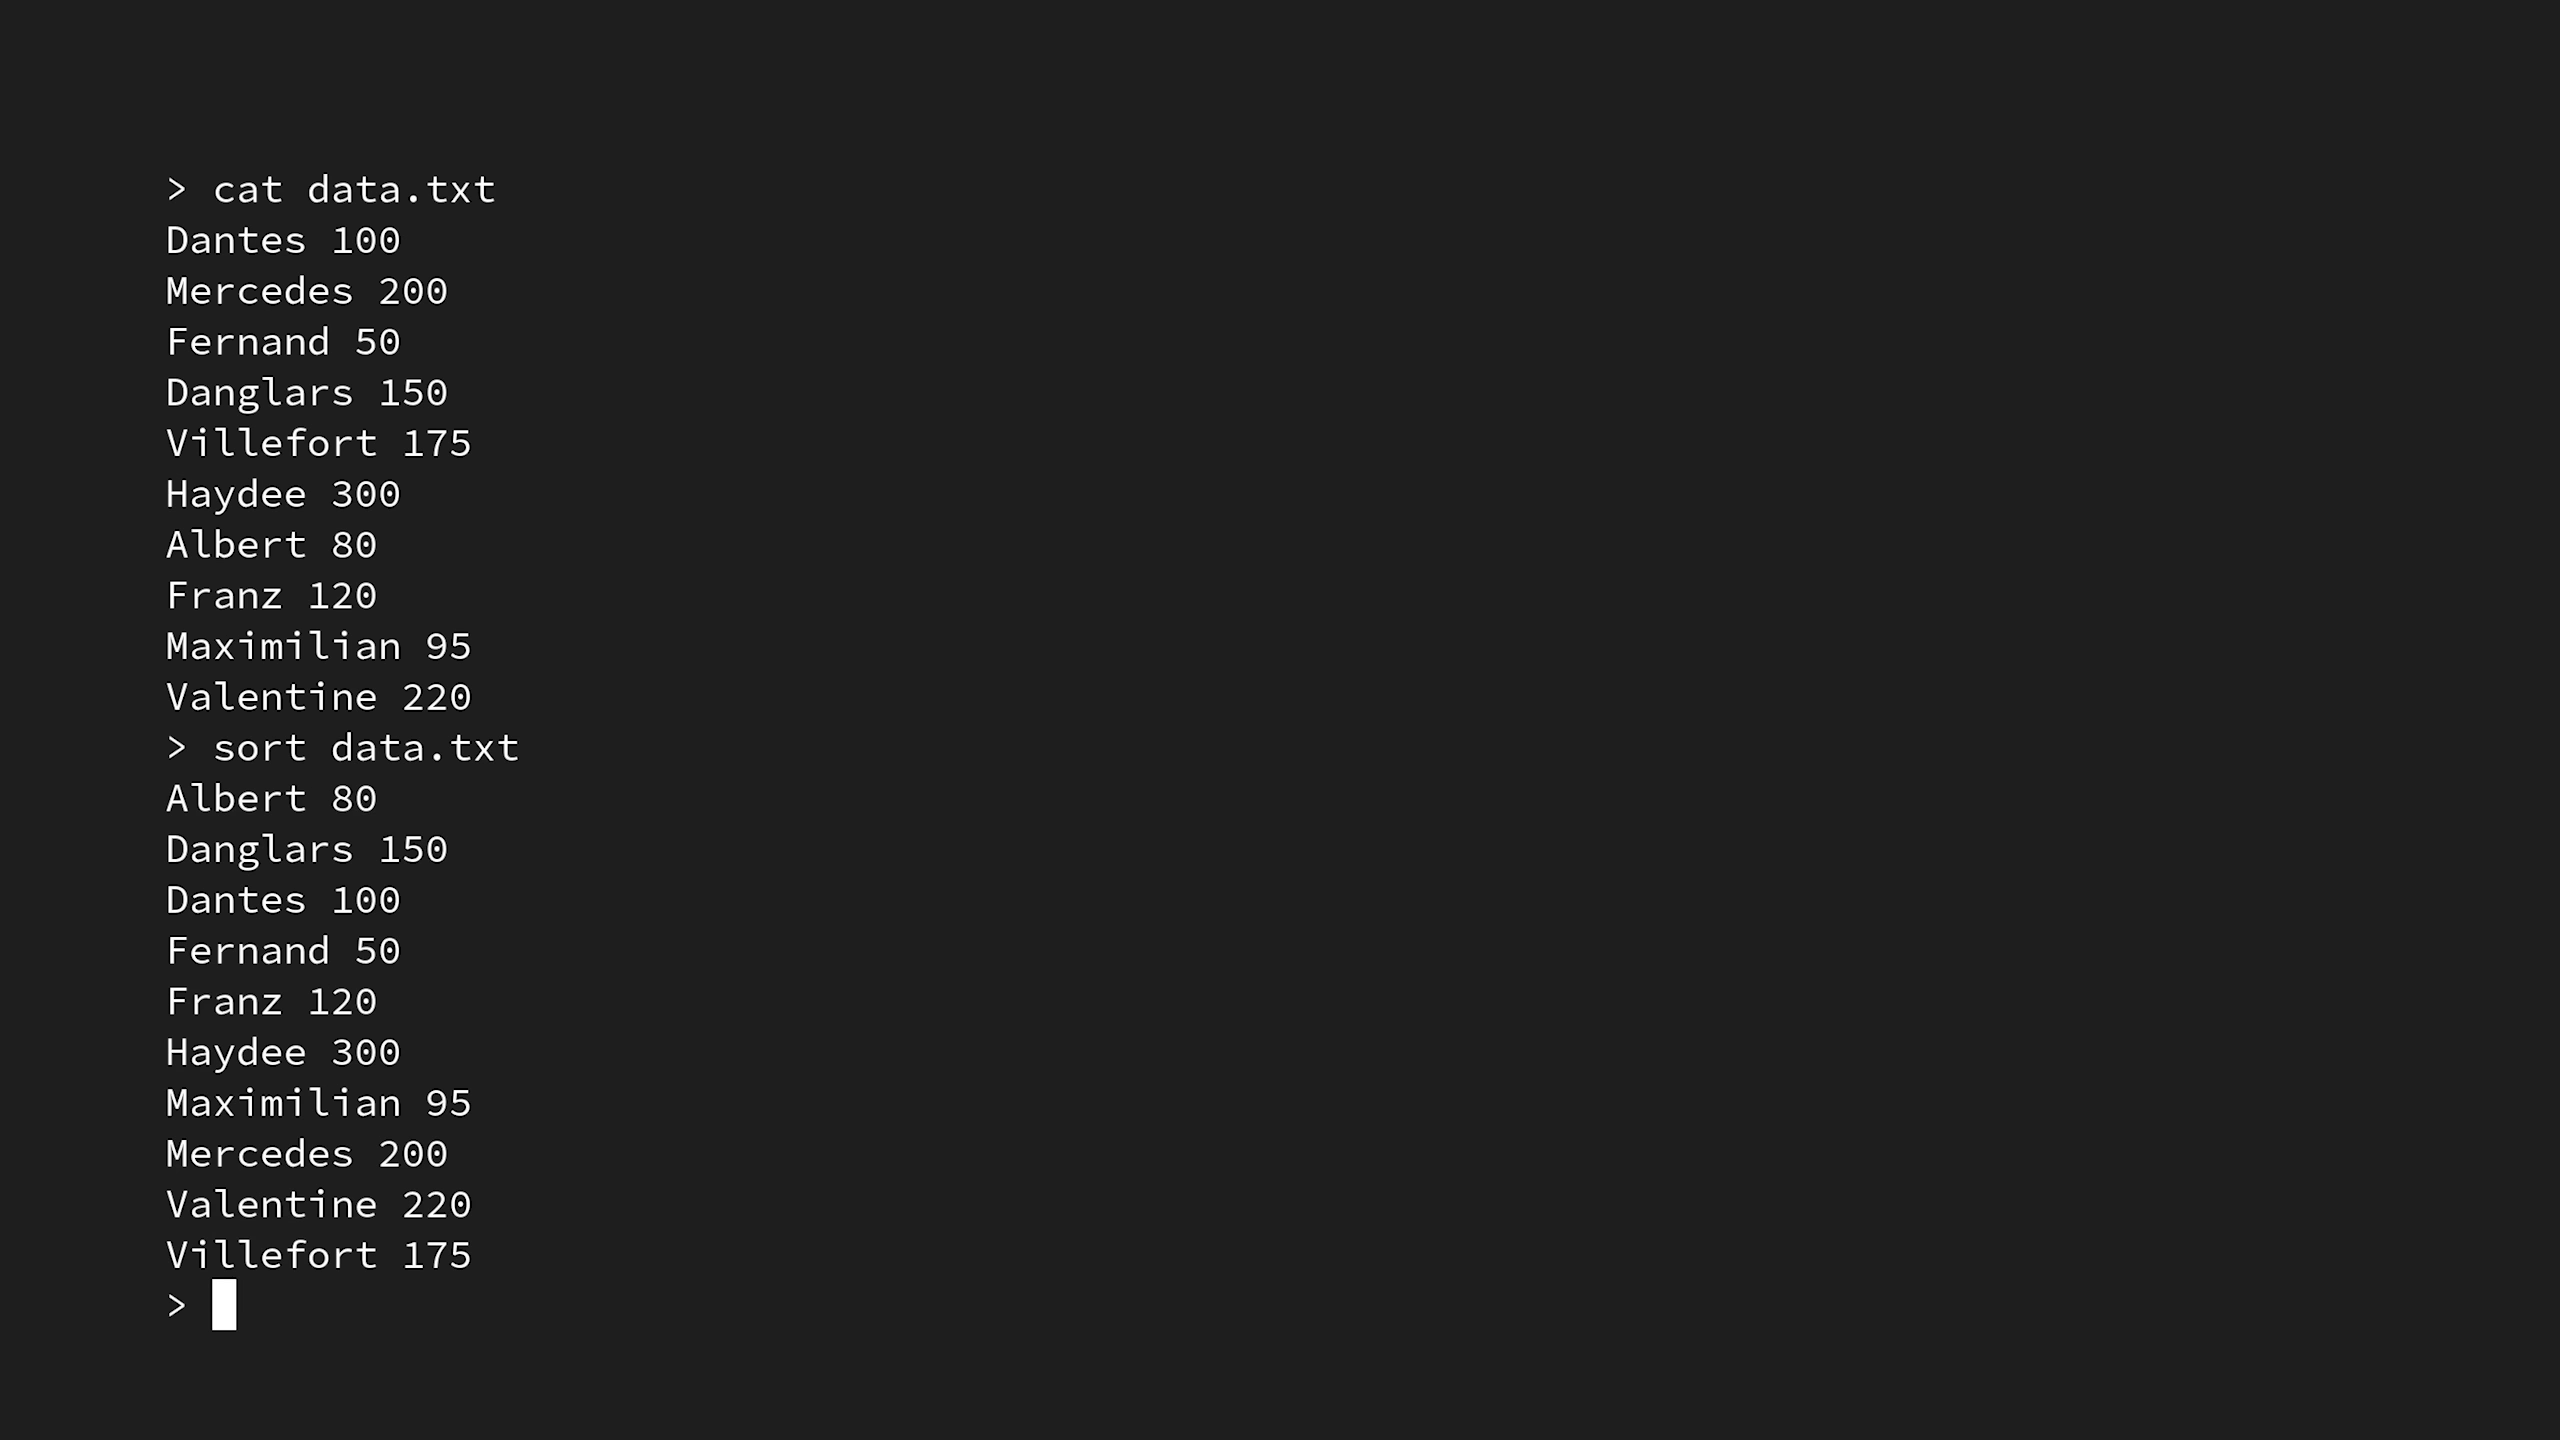 > cat data.txt
Dantes 100
Mercedes 200
Fernand 50
Danglars 150
Villefort 175
Haydee 300
Albert 80
Franz 120
Maximilian 95
Valentine 220
> sort data.txt
Albert 80
Danglars 150
Dantes 100
Fernand 50
Franz 120
Haydee 300
Maximilian 95
Mercedes 200
Valentine 220
Villefort 175
>